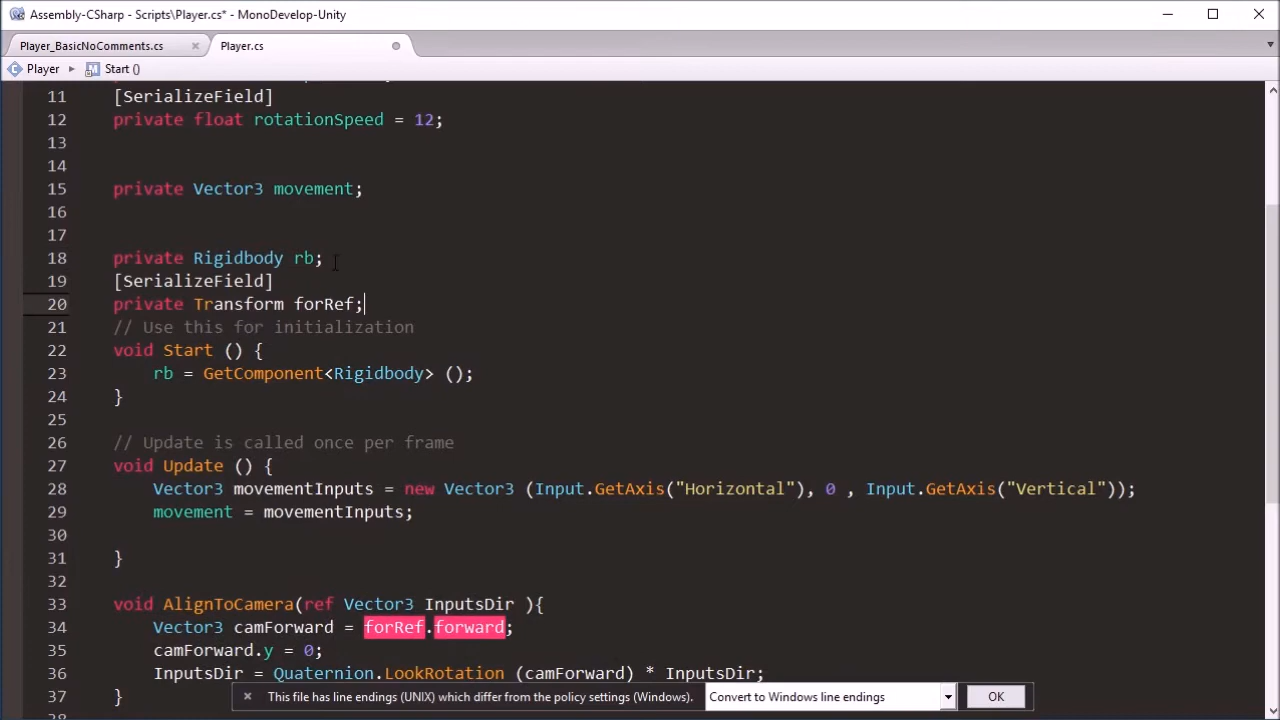 Assembly-CSharp - Scripts\Player.cs* - MonoDevelop-Unity
Player_BasicNoComments.cs
Player.cs
Player
Start ()
11 [SerializeField]
12 private float rotationSpeed = 12;
13
14
15 private Vector3 movement;
16
17
18 private Rigidbody rb;
19 [SerializeField]
20 private Transform forRef;
21 // Use this for initialization
22 void Start () {
23 rb = GetComponent<Rigidbody> ();
24 }
25
26 // Update is called once per frame
27 void Update () {
28 Vector3 movementInputs = new Vector3 (Input.GetAxis("Horizontal"), 0 , Input.GetAxis("Vertical"));
29 movement = movementInputs;
30
31 }
32
33 void AlignToCamera(ref Vector3 InputsDir ){
34 Vector3 camForward = forRef.forward;
35 camForward.y = 0;
36 InputsDir = Quaternion.LookRotation (camForward) * InputsDir;
37 }
This file has line endings (UNIX) which differ from the policy settings (Windows).
Convert to Windows line endings
OK